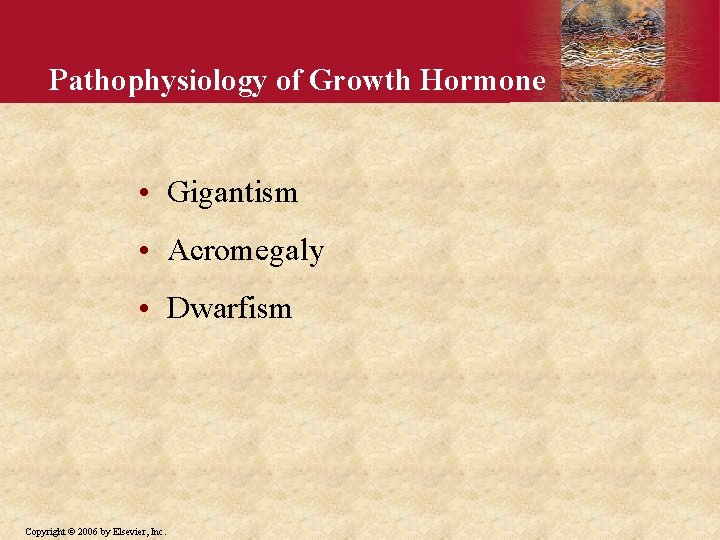 Pathophysiology of Growth Hormone
• Gigantism
• Acromegaly
• Dwarfism
Copyright © 2006 by Elsevier, Inc.